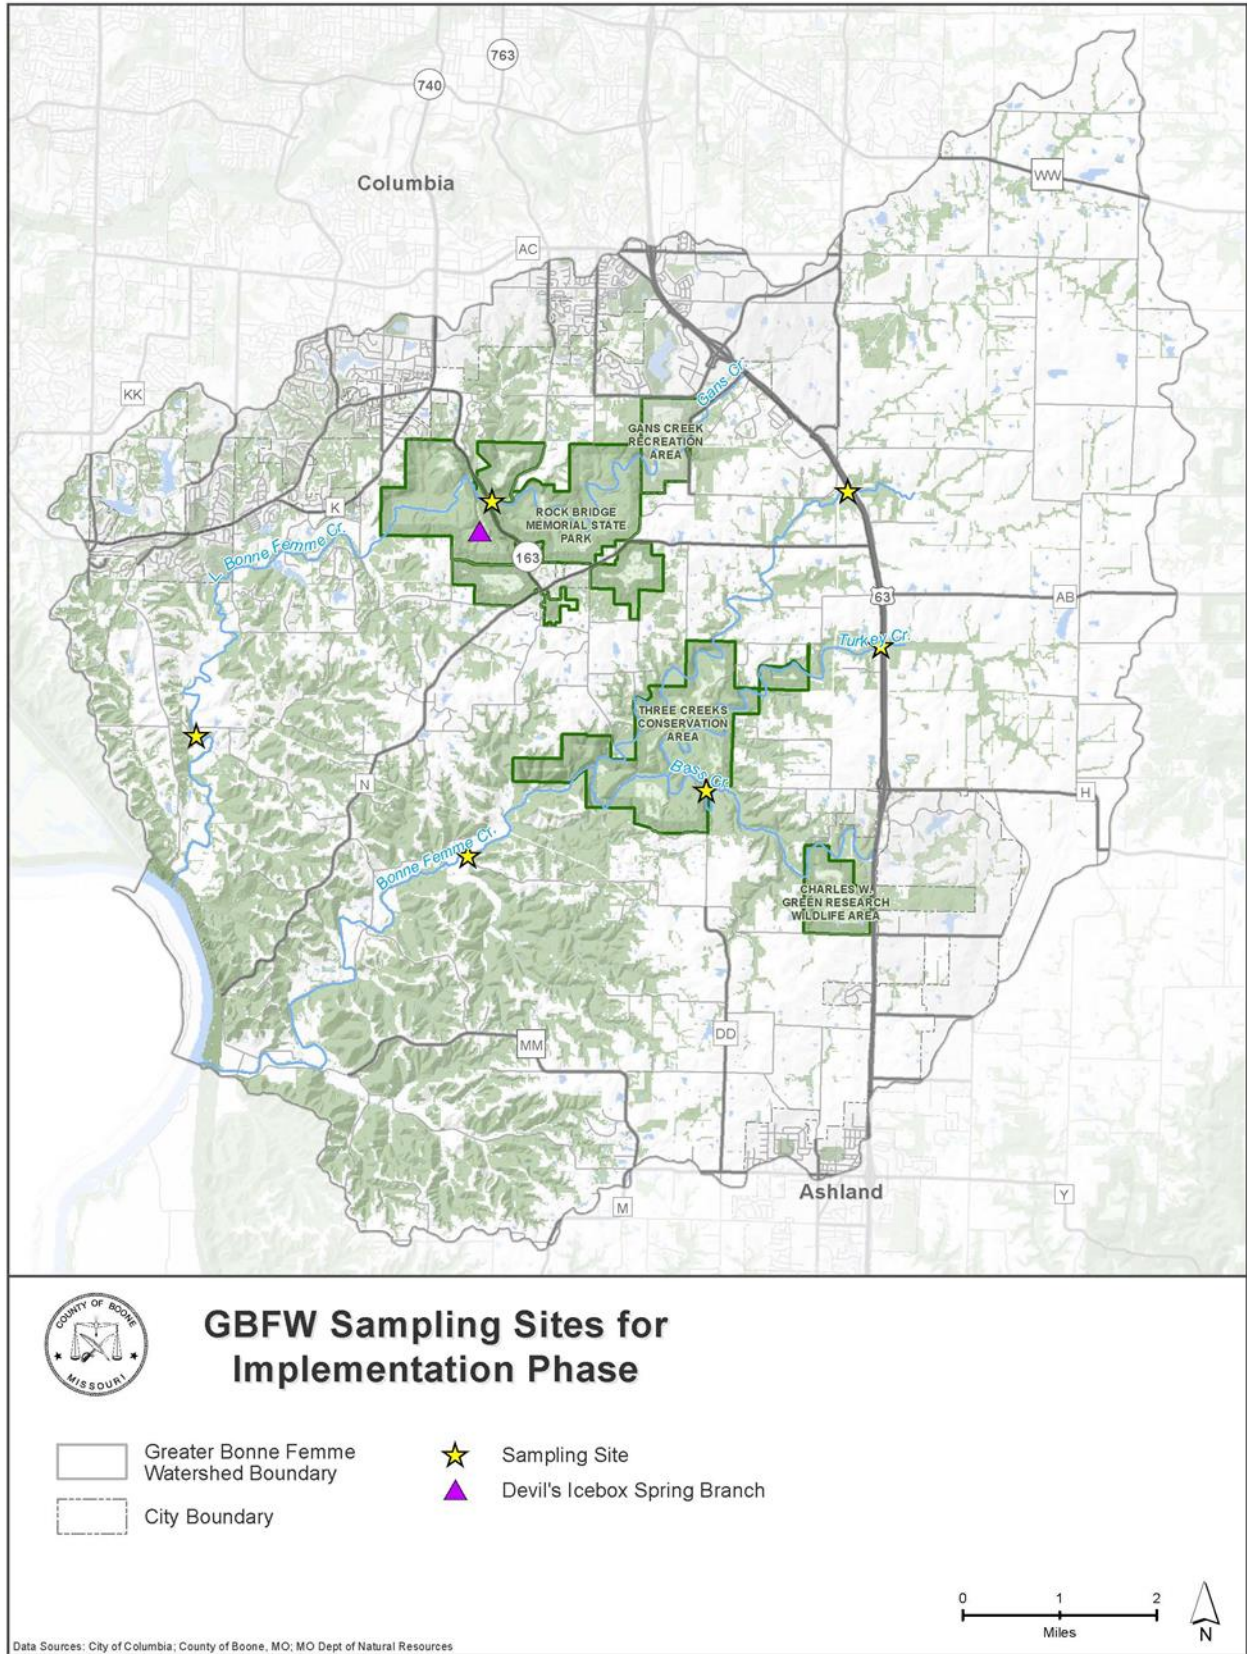 763
740
Columbia
WW
AC
KK
Gans Cr.
GANS CREEK
RECREATION
AREA
K
ROCK BRIDGE
MEMORIAL STATE
PARK
L. Bonne Femme Cr.
163
63
AB
Turkey Cr.
THREE CREEKS
CONSERVATION
AREA
Bass Cr.
N
H
Bonne Femme Cr.
CHARLES W.
GREEN RESEARCH
WILDLIFE AREA
DD
MM
Ashland
M
Y
COUNTY OF BOONE
MISSOURI
GBFW Sampling Sites for
Implementation Phase
Greater Bonne Femme
Watershed Boundary
Sampling Site
Devil's Icebox Spring Branch
City Boundary
0 1 2
Miles
N
Data Sources: City of Columbia; County of Boone, MO; MO Dept of Natural Resources